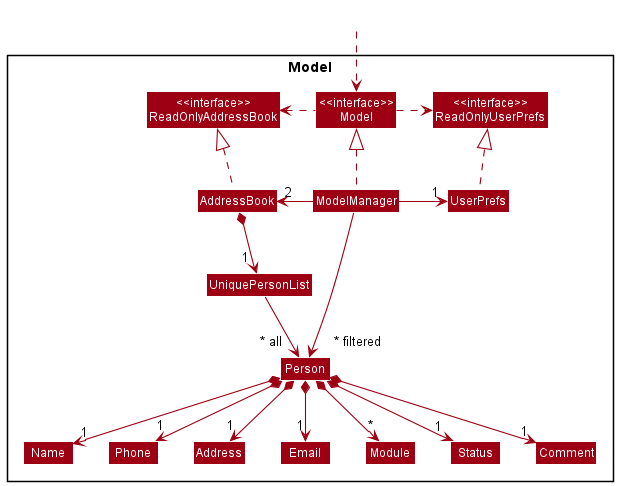 Model
<<interface>>
ReadOnlyAddressBook
<<interface>>
Model
<<interface>>
ReadOnlyUserPrefs
AddressBook
2
ModelManager
1
UserPrefs
1
UniquePersonList
* all
* filtered
Person
1
1
1
1
*
1
1
Name
Phone
Address
Email
Module
Status
Comment